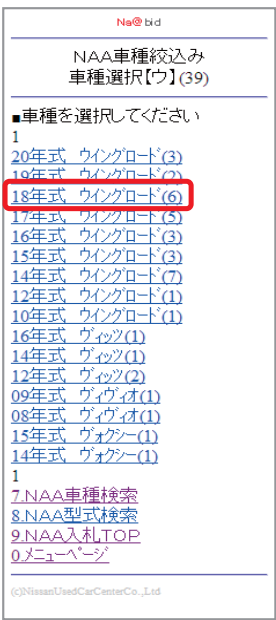 Na@bid
NAA車種絞込み
車種選択【ウ】(39)
■車種を選択してください
1
20年式 ウイングロード(3)
19年式 ウイングロード(2)
18年式 ウイングロード(6)
17年式 ウイングロード(5)
16年式 ウイングロード(3)
15年式 ウイングロード(3)
14年式 ウイングロード(7)
12年式 ウイングロード(1)
10年式 ウイングロード(1)
16年式 ヴィッツ(1)
14年式 ヴィッツ(1)
12年式 ヴィッツ(2)
09年式 ヴィヴィオ(1)
08年式 ヴィヴィオ(1)
15年式 ヴォクシー(1)
14年式 ヴォクシー(1)
1
7.NAA車種検索
8.NAA型式検索
9.NAA入札TOP
0.メニューページ
(c)NissanUsedCarCenterCo.,Ltd